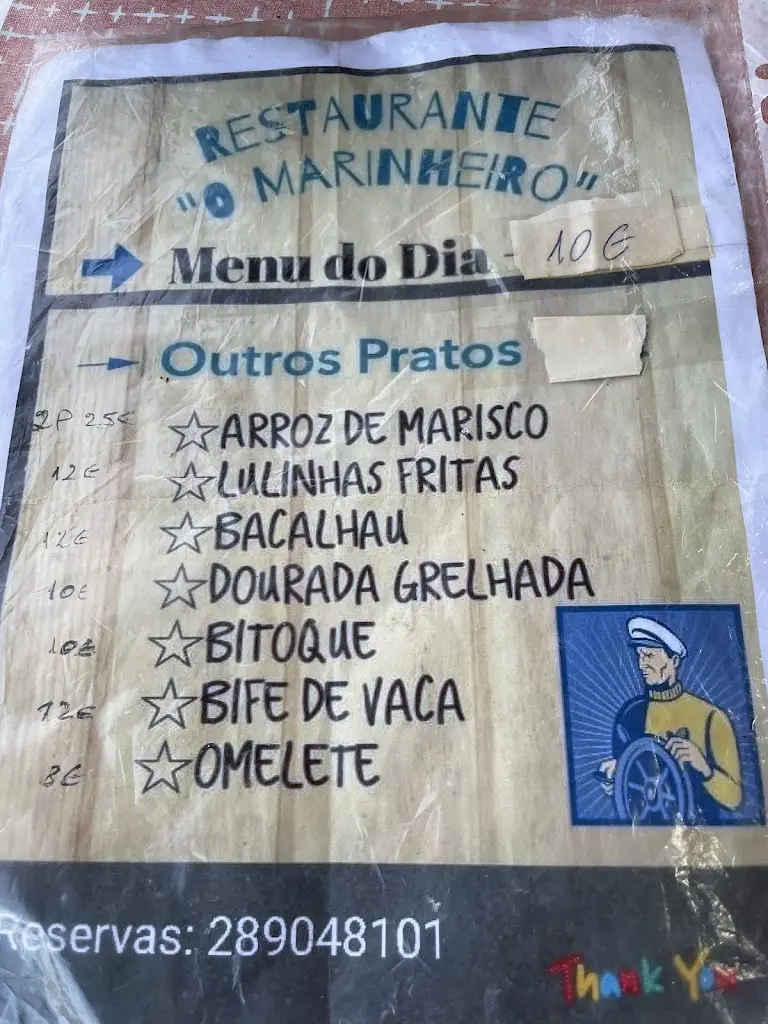 RESTAURANTE
"O MARINHEIRO"
Menu do Dia - 10€
Outros Pratos
2P 25€ ARROZ DE MARISCO
12€ LULINHAS FRITAS
12€ BACALHAU
10€ DOURADA GRELHADA
10€ BITOQUE
12€ BIFE DE VACA
8€ OMELETE
Reservas: 289048101
Thank You